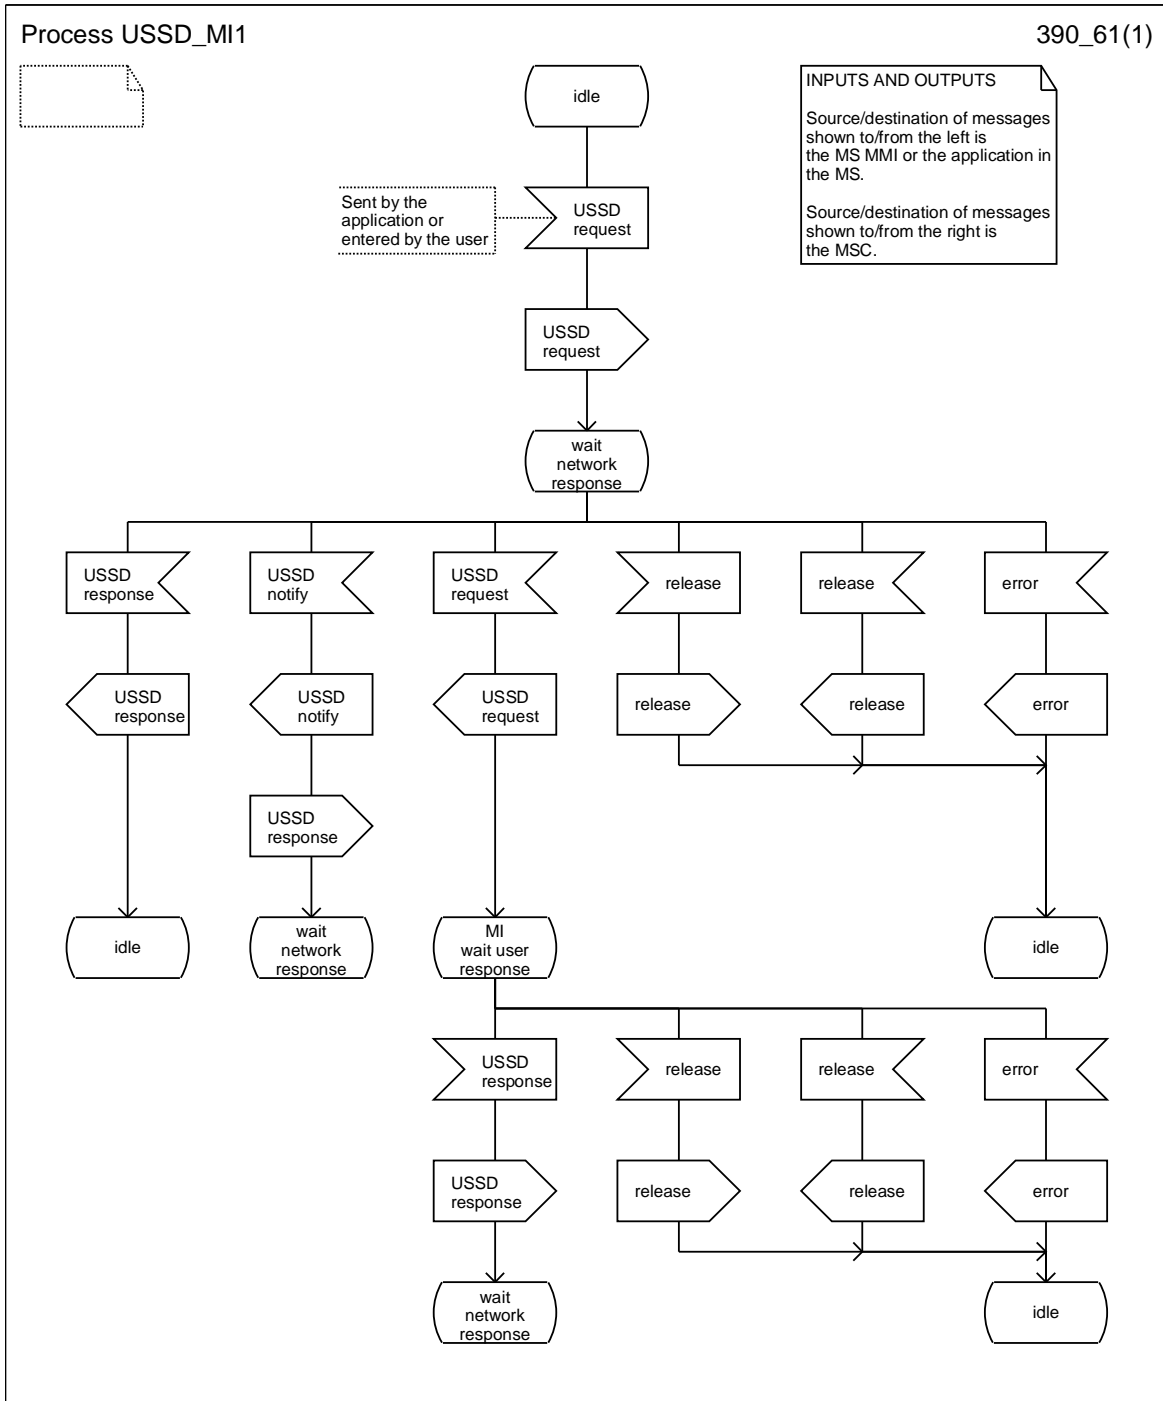 Process USSD_MI1
390_61(1)
idle
INPUTS AND OUTPUTS
Source/destination of messages
shown to/from the left is
the MS MMI or the application in
the MS.
Source/destination of messages
shown to/from the right is
the MSC.
Sent by the
application or
entered by the user
USSD
request
USSD
request
wait
network
response
USSD
response
USSD
notify
USSD
request
release
release
error
USSD
response
USSD
notify
USSD
request
release
release
error
USSD
response
idle
wait
network
response
MI
wait user
response
idle
USSD
response
release
release
error
USSD
response
release
release
error
wait
network
response
idle